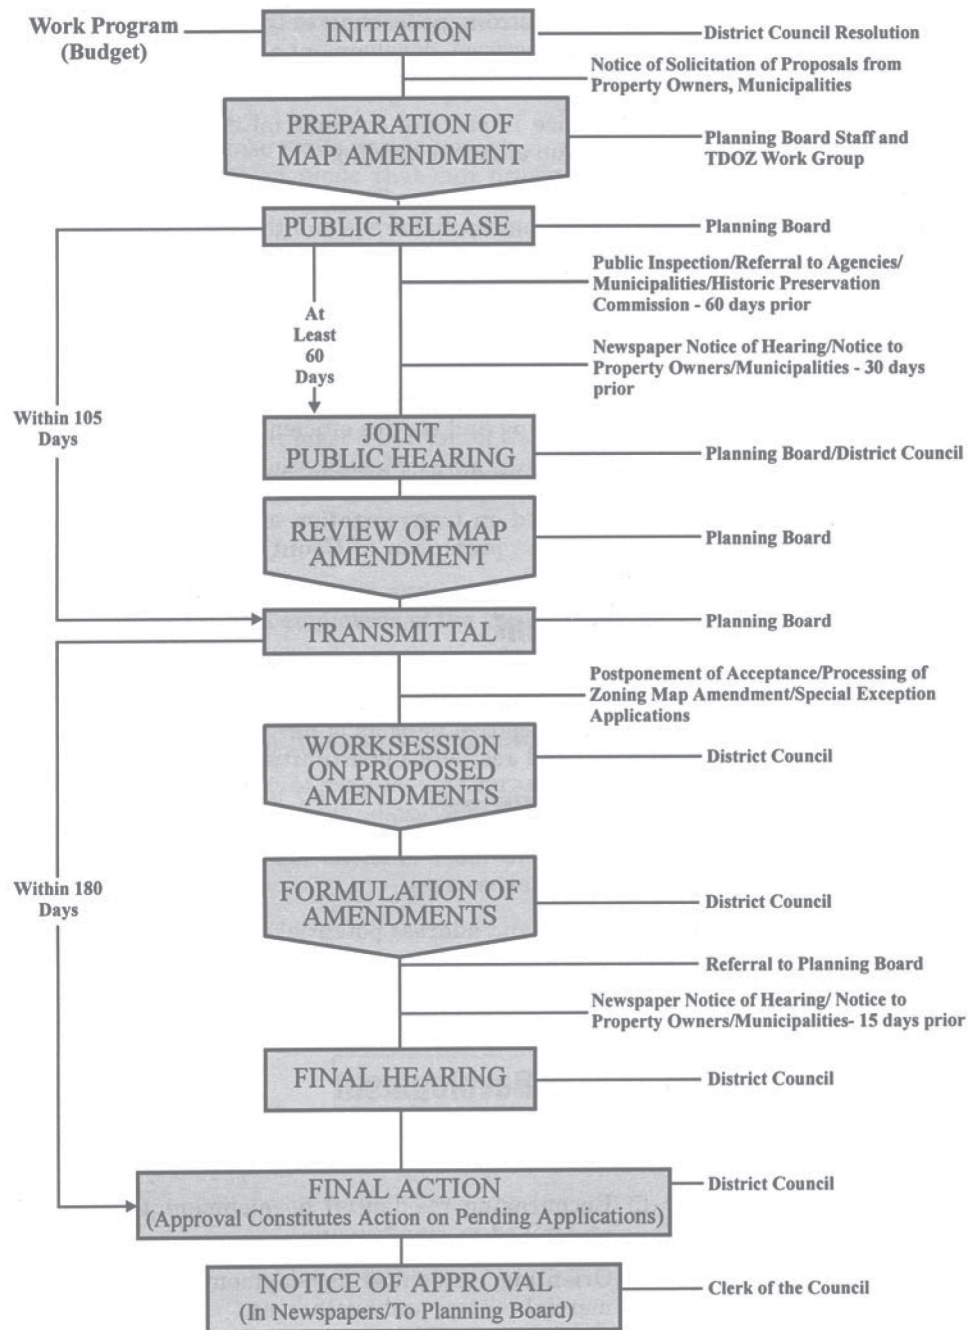 Work Program
(Budget)
INITIATION
District Council Resolution
Notice of Solicitation of Proposals from
Property Owners, Municipalities
PREPARATION OF
MAP AMENDMENT
Planning Board Staff and
TDOZ Work Group
PUBLIC RELEASE
Planning Board
Public Inspection/Referral to Agencies/
Municipalities/Historic Preservation
Commission - 60 days prior
At
Least
60
Days
Newspaper Notice of Hearing/Notice to
Property Owners/Municipalities - 30 days
prior
Within 105
Days
JOINT
PUBLIC HEARING
Planning Board/District Council
REVIEW OF MAP
AMENDMENT
Planning Board
TRANSMITTAL
Planning Board
Postponement of Acceptance/Processing of
Zoning Map Amendment/Special Exception
Applications
WORKSESSION
ON PROPOSED
AMENDMENTS
District Council
Within 180
Days
FORMULATION OF
AMENDMENTS
District Council
Referral to Planning Board
Newspaper Notice of Hearing/ Notice to
Property Owners/Municipalities- 15 days prior
FINAL HEARING
District Council
FINAL ACTION
(Approval Constitutes Action on Pending Applications)
District Council
NOTICE OF APPROVAL
(In Newspapers/To Planning Board)
Clerk of the Council